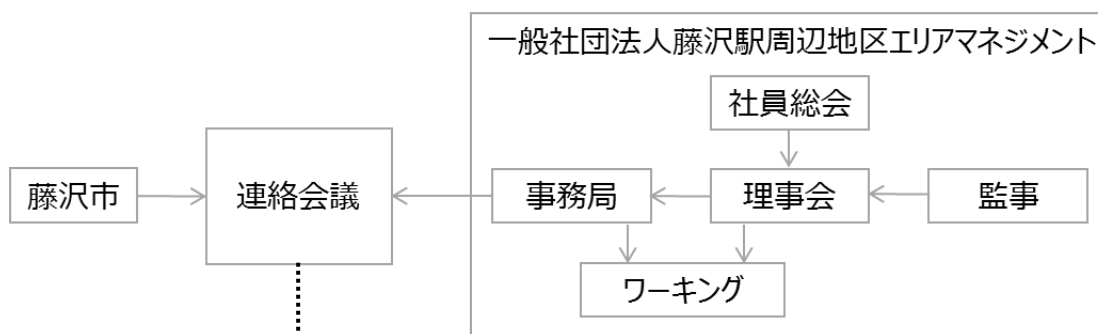 一般社団法人藤沢駅周辺地区エリアマネジメント
社員総会
藤沢市
連絡会議
事務局
理事会
監事
ワーキング